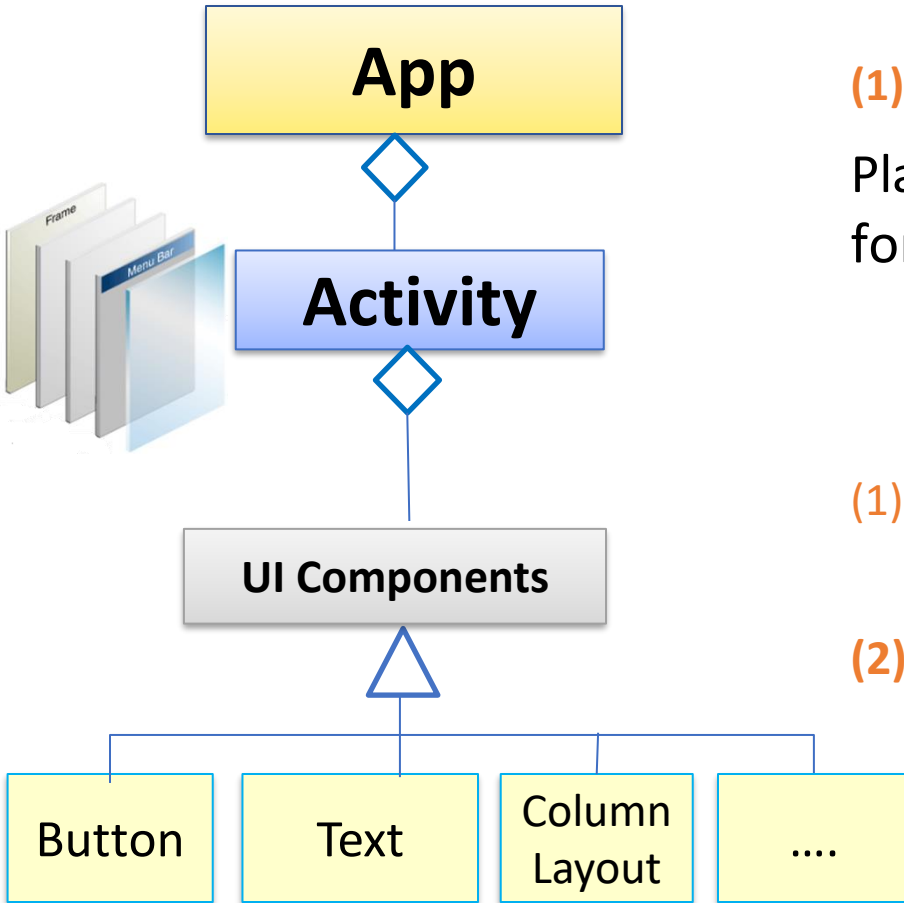 App
(1)
Pla
for
Frame
Menu Bar
Activity
(1)
UI Components
(2)
Button
Text
Column
Layout
....